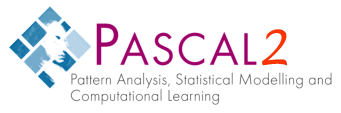 PASCAL2
Pattern Analysis, Statistical Modelling and
Computational Learning